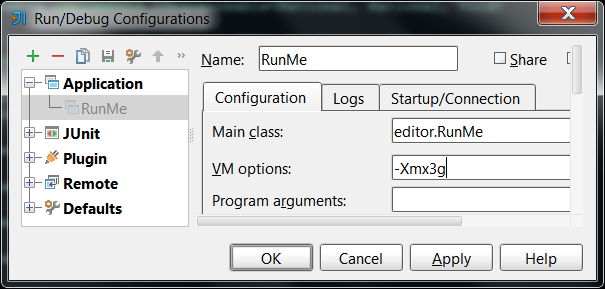 Run/Debug Configurations
Name: RunMe Share
Application
RunMe
JUnit
Plugin
Remote
Defaults
Configuration Logs Startup/Connection
Main class: editor.RunMe
VM options: -Xmx3g
Program arguments:
OK Cancel Apply Help